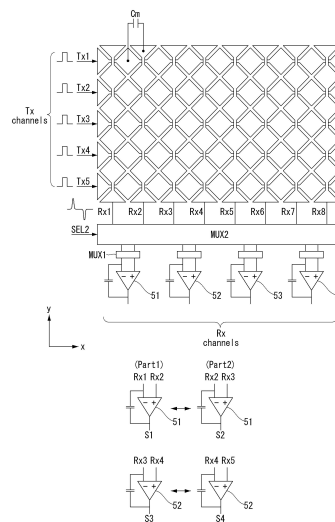 Cm
Tx1
Tx2
Tx channels
Tx3
Tx4
Tx5
Rx1 Rx2 Rx3 Rx4 Rx5 Rx6 Rx7 Rx8
SEL2
MUX2
MUX1
- + - + - + - +
51 52 53
Rx channels
y
x
(Part1) (Part2)
Rx1 Rx2 Rx2 Rx3
- + - +
51 51
S1 S2
Rx3 Rx4 Rx4 Rx5
- + - +
52 52
S3 S4